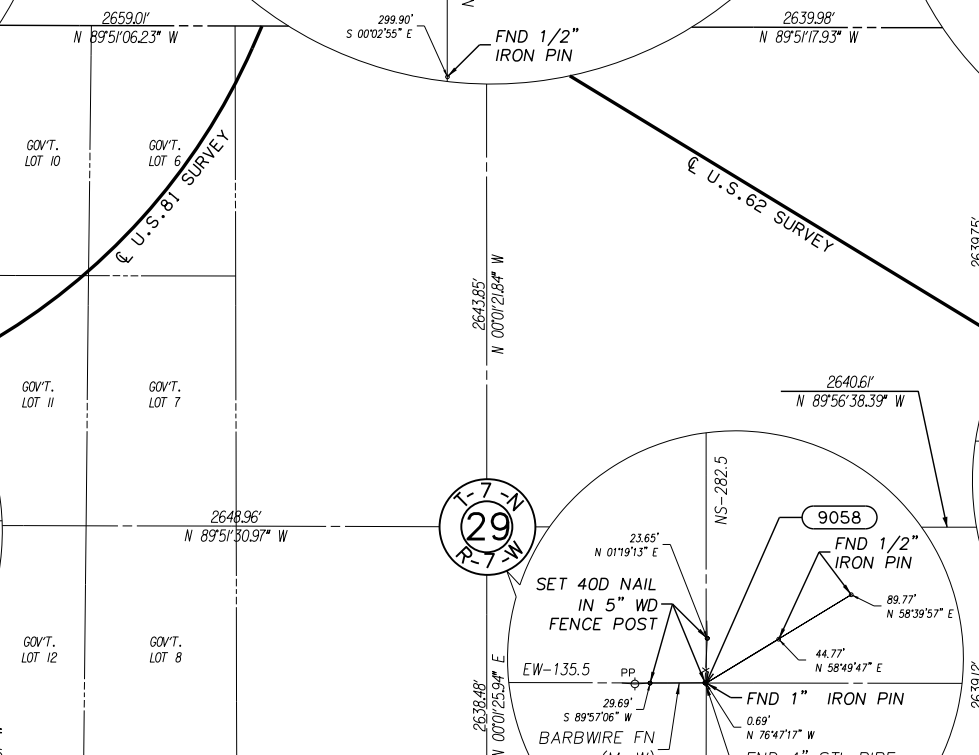 2659.01'
N 89°51'06.23" W
299.90'
S 00°02'55" E
FND 1/2"
IRON PIN
2639.98'
N 89°51'17.93" W
GOV'T.
LOT 10
GOV'T.
LOT 6
℄ U.S.81 SURVEY
℄ U.S.62 SURVEY
2639.75'
2643.85'
N 00°01'21.84" W
GOV'T.
LOT 11
GOV'T.
LOT 7
2640.61'
N 89°56'38.39" W
2648.96'
N 89°51'30.97" W
T-7-N
29
R-7-W
NS-282.5
9058
23.65'
N 01°19'13" E
FND 1/2"
IRON PIN
SET 40D NAIL
IN 5" WD
FENCE POST
89.77'
N 58°39'57" E
44.77'
N 58°49'47" E
GOV'T.
LOT 12
GOV'T.
LOT 8
2638.48'
N 00°01'25.94" E
EW-135.5
PP
29.69'
S 89°57'06" W
FND 1" IRON PIN
0.69'
N 76°47'17" W
BARBWIRE FN
2639.12'